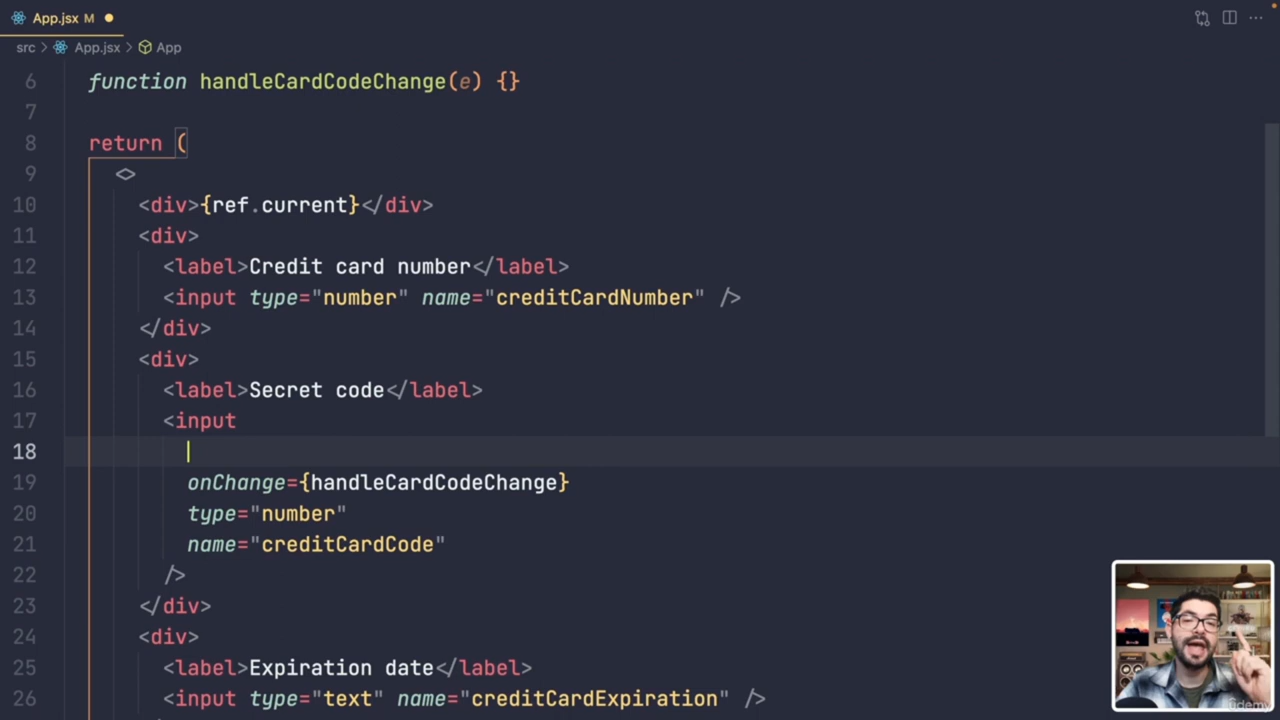 App.jsx M
src > App.jsx > App
6 function handleCardCodeChange(e) {}
7
8 return (
9 <>
10 <div>{ref.current}</div>
11 <div>
12 <label>Credit card number</label>
13 <input type="number" name="creditCardNumber" />
14 </div>
15 <div>
16 <label>Secret code</label>
17 <input
18
19 onChange={handleCardCodeChange}
20 type="number"
21 name="creditCardCode"
22 />
23 </div>
24 <div>
25 <label>Expiration date</label>
26 <input type="text" name="creditCardExpiration" />
udemy